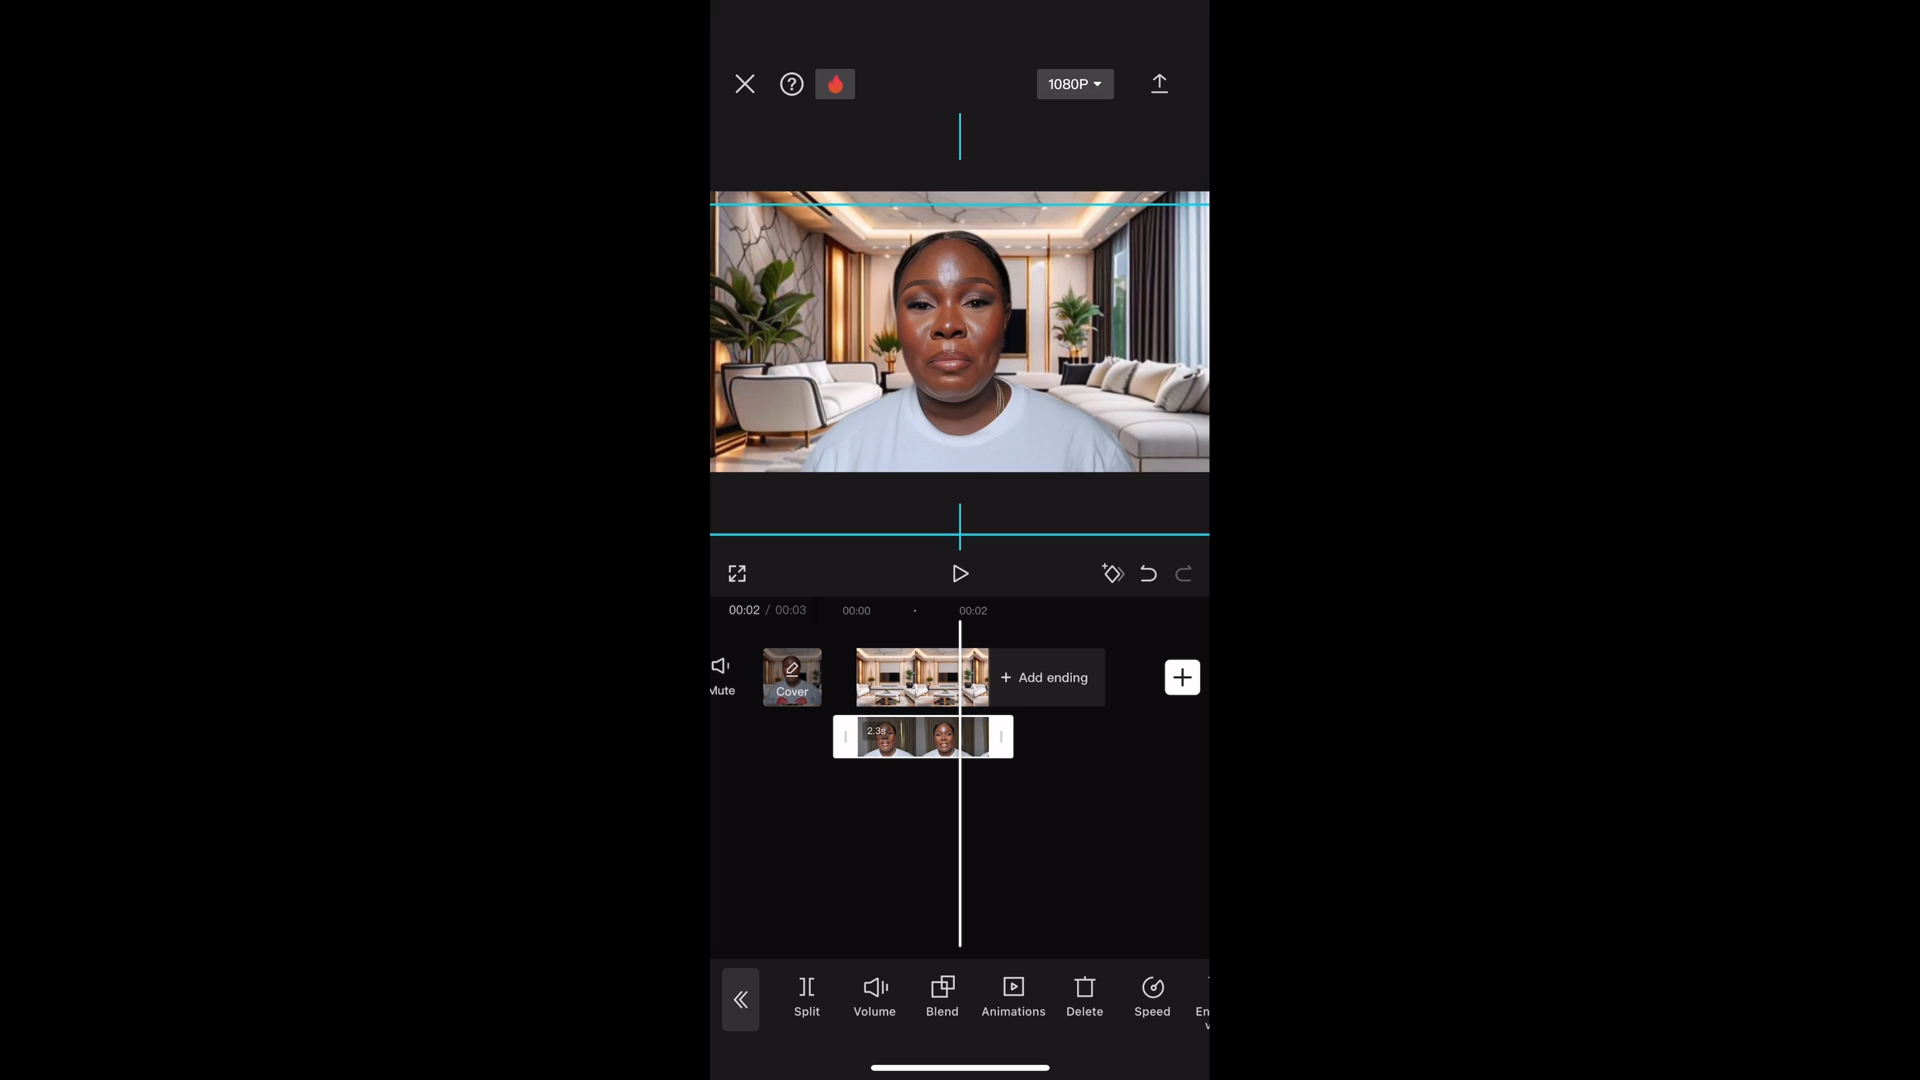 1080P
00:02 / 00:03
00:00
00:02
Mute
Cover
+ Add ending
2.3s
Split
Volume
Blend
Animations
Delete
Speed